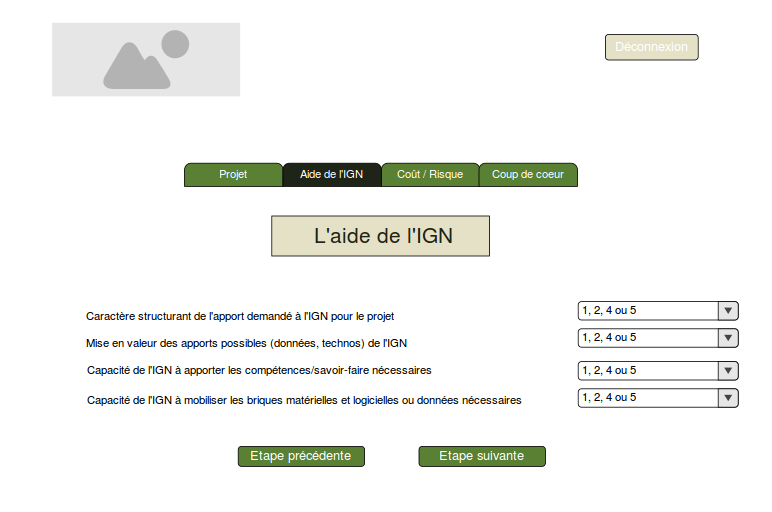 Déconnexion
Projet
Aide de l'IGN
Coût / Risque
Coup de coeur
L'aide de l'IGN
Caractère structurant de l'apport demandé à l'IGN pour le projet
1, 2, 4 ou 5
Mise en valeur des apports possibles (données, technos) de l'IGN
1, 2, 4 ou 5
Capacité de l'IGN à apporter les compétences/savoir-faire nécessaires
1, 2, 4 ou 5
Capacité de l'IGN à mobiliser les briques matérielles et logicielles ou données nécessaires
1, 2, 4 ou 5
Etape précédente
Etape suivante